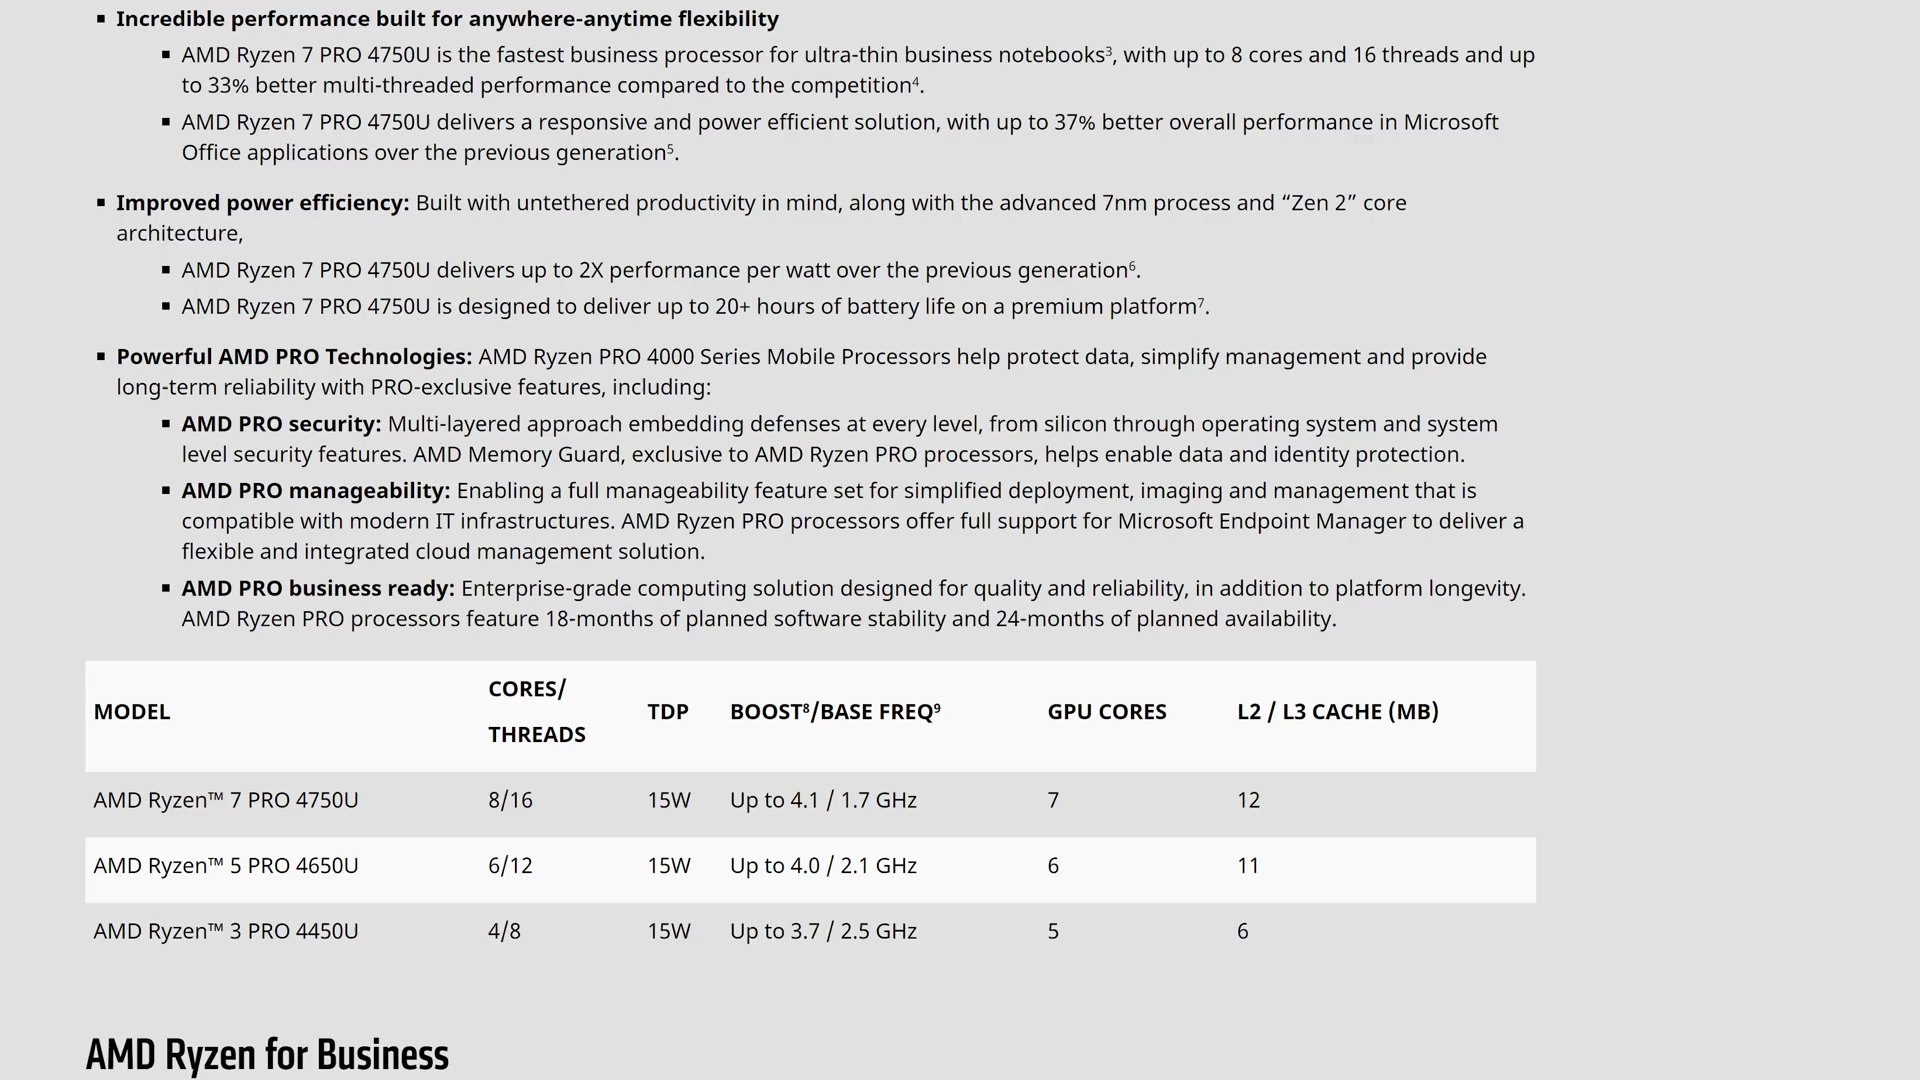 Incredible performance built for anywhere-anytime flexibility
AMD Ryzen 7 PRO 4750U is the fastest business processor for ultra-thin business notebooks³, with up to 8 cores and 16 threads and up
to 33% better multi-threaded performance compared to the competition⁴.
AMD Ryzen 7 PRO 4750U delivers a responsive and power efficient solution, with up to 37% better overall performance in Microsoft
Office applications over the previous generation⁵.
Improved power efficiency: Built with untethered productivity in mind, along with the advanced 7nm process and “Zen 2” core
architecture,
AMD Ryzen 7 PRO 4750U delivers up to 2X performance per watt over the previous generation⁶.
AMD Ryzen 7 PRO 4750U is designed to deliver up to 20+ hours of battery life on a premium platform⁷.
Powerful AMD PRO Technologies: AMD Ryzen PRO 4000 Series Mobile Processors help protect data, simplify management and provide
long-term reliability with PRO-exclusive features, including:
AMD PRO security: Multi-layered approach embedding defenses at every level, from silicon through operating system and system
level security features. AMD Memory Guard, exclusive to AMD Ryzen PRO processors, helps enable data and identity protection.
AMD PRO manageability: Enabling a full manageability feature set for simplified deployment, imaging and management that is
compatible with modern IT infrastructures. AMD Ryzen PRO processors offer full support for Microsoft Endpoint Manager to deliver a
flexible and integrated cloud management solution.
AMD PRO business ready: Enterprise-grade computing solution designed for quality and reliability, in addition to platform longevity.
AMD Ryzen PRO processors feature 18-months of planned software stability and 24-months of planned availability.
MODEL CORES/ THREADS TDP BOOST⁸/BASE FREQ⁹ GPU CORES L2 / L3 CACHE (MB)
AMD Ryzen™ 7 PRO 4750U 8/16 15W Up to 4.1 / 1.7 GHz 7 12
AMD Ryzen™ 5 PRO 4650U 6/12 15W Up to 4.0 / 2.1 GHz 6 11
AMD Ryzen™ 3 PRO 4450U 4/8 15W Up to 3.7 / 2.5 GHz 5 6
AMD Ryzen for Business